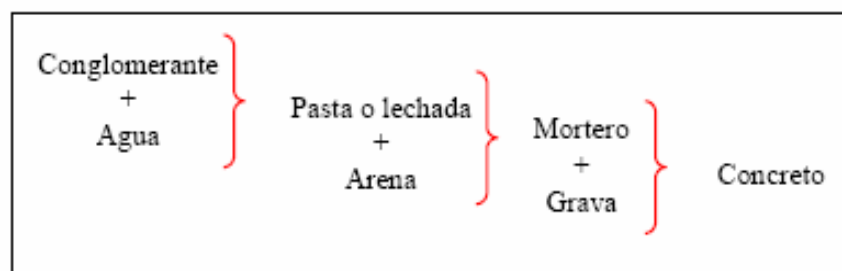 Conglomerante
+
Agua
Pasta o lechada
+
Arena
Mortero
+
Grava
Concreto